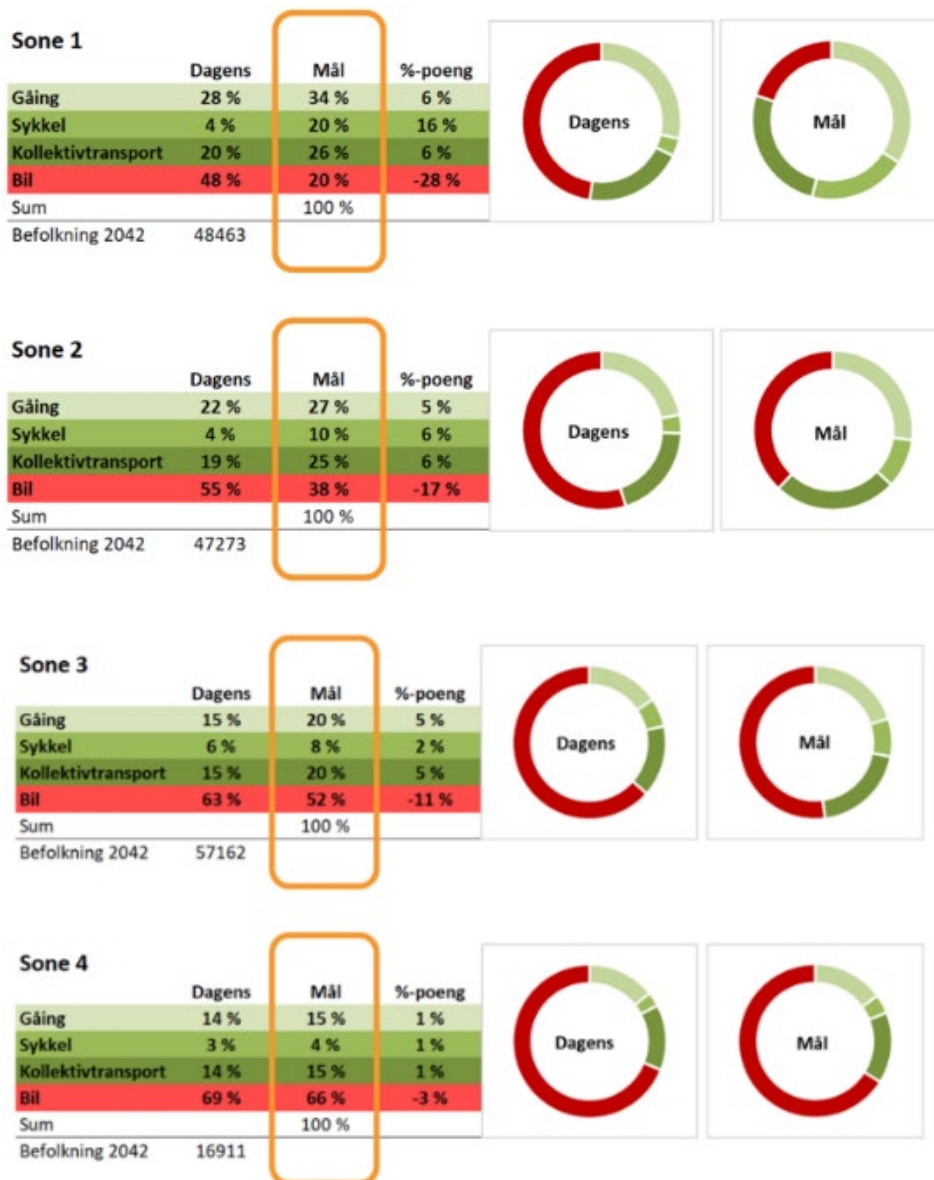 Sone 1
Dagens Mål %-poeng
Gåing 28 % 34 % 6 %
Sykkel 4 % 20 % 16 %
Kollektivtransport 20 % 26 % 6 %
Bil 48 % 20 % -28 %
Sum 100 %
Befolkning 2042 48463
Dagens
Mål
Sone 2
Dagens Mål %-poeng
Gåing 22 % 27 % 5 %
Sykkel 4 % 10 % 6 %
Kollektivtransport 19 % 25 % 6 %
Bil 55 % 38 % -17 %
Sum 100 %
Befolkning 2042 47273
Dagens
Mål
Sone 3
Dagens Mål %-poeng
Gåing 15 % 20 % 5 %
Sykkel 6 % 8 % 2 %
Kollektivtransport 15 % 20 % 5 %
Bil 63 % 52 % -11 %
Sum 100 %
Befolkning 2042 57162
Dagens
Mål
Sone 4
Dagens Mål %-poeng
Gåing 14 % 15 % 1 %
Sykkel 3 % 4 % 1 %
Kollektivtransport 14 % 15 % 1 %
Bil 69 % 66 % -3 %
Sum 100 %
Befolkning 2042 16911
Dagens
Mål